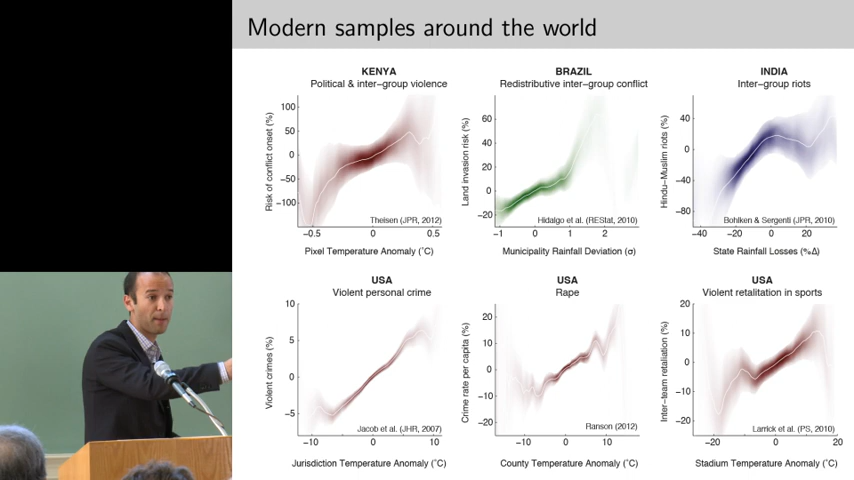 Modern samples around the world
KENYA
Political & inter−group violence
Risk of conflict onset (%)
100
50
0
−50
−100
Theisen (JPR, 2012)
−0.5
0
0.5
Pixel Temperature Anomaly (˚C)
BRAZIL
Redistributive inter−group conflict
Land invasion risk (%)
60
40
20
0
−20
Hidalgo et al. (REStat, 2010)
−1
0
1
2
Municipality Rainfall Deviation (σ)
INDIA
Inter−group riots
Hindu−Muslim riots (%)
40
0
−40
−80
Bohlken & Sergenti (JPR, 2010)
−40
−20
0
20
State Rainfall Losses (%Δ)
USA
Violent personal crime
Violent crimes (%)
10
5
0
−5
Jacob et al. (JHR, 2007)
−10
0
10
Jurisdiction Temperature Anomaly (˚C)
USA
Rape
Crime rate per capita (%)
20
10
0
−10
−20
Ranson (2012)
−10
0
10
County Temperature Anomaly (˚C)
USA
Violent retalitation in sports
Inter−team retaliation (%)
20
10
0
−10
−20
Larrick et al. (PS, 2010)
−20
0
20
Stadium Temperature Anomaly (˚C)